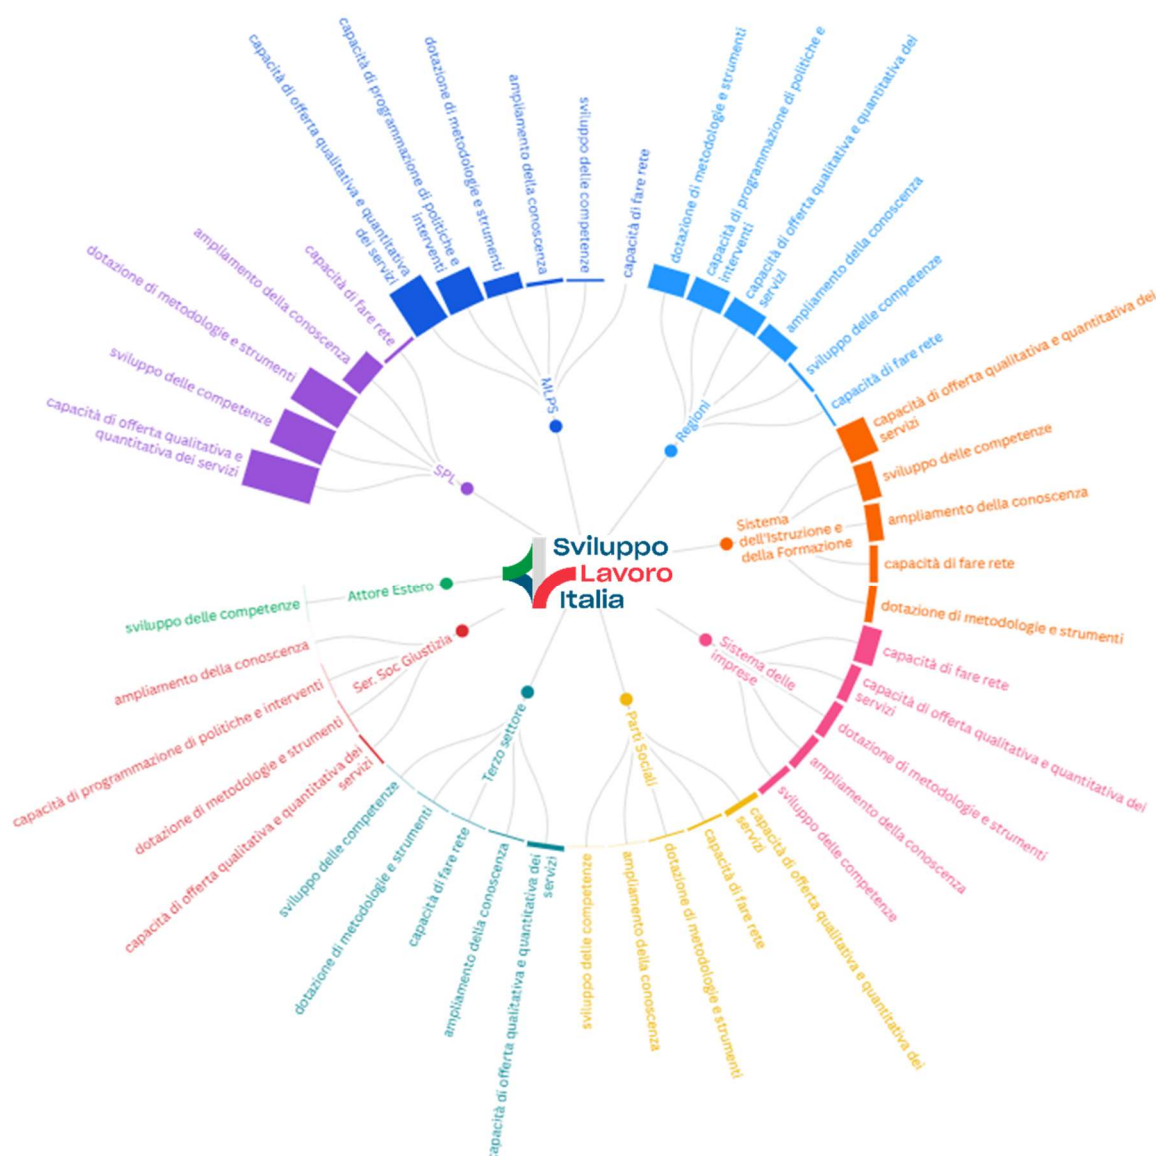 Sviluppo
Lavoro
Italia
SPL
capacità di offerta qualitativa e
quantitativa dei servizi
sviluppo delle competenze
dotazione di metodologie e strumenti
ampliamento della conoscenza
capacità di fare rete
MLPS
capacità di offerta qualitativa e quantitativa
dei servizi
capacità di programmazione di politiche e
interventi
dotazione di metodologie e strumenti
ampliamento della conoscenza
sviluppo delle competenze
capacità di fare rete
Regioni
dotazione di metodologie e strumenti
capacità di programmazione di politiche e
interventi
capacità di offerta qualitativa e quantitativa dei
servizi
ampliamento della conoscenza
sviluppo delle competenze
capacità di fare rete
Sistema
dell'Istruzione e
della Formazione
capacità di offerta qualitativa e quantitativa dei
servizi
sviluppo delle competenze
ampliamento della conoscenza
capacità di fare rete
dotazione di metodologie e strumenti
Sistema delle
imprese
capacità di fare rete
capacità di offerta qualitativa e quantitativa dei
servizi
dotazione di metodologie e strumenti
ampliamento della conoscenza
sviluppo delle competenze
Parti Sociali
capacità di offerta qualitativa e quantitativa dei
servizi
capacità di fare rete
dotazione di metodologie e strumenti
ampliamento della conoscenza
sviluppo delle competenze
Terzo settore
capacità di offerta qualitativa e quantitativa dei
servizi
ampliamento della conoscenza
capacità di fare rete
dotazione di metodologie e strumenti
sviluppo delle competenze
Ser. Soc Giustizia
capacità di offerta qualitativa e quantitativa dei
servizi
dotazione di metodologie e strumenti
capacità di programmazione di politiche e interventi
ampliamento della conoscenza
Attore Estero
sviluppo delle competenze